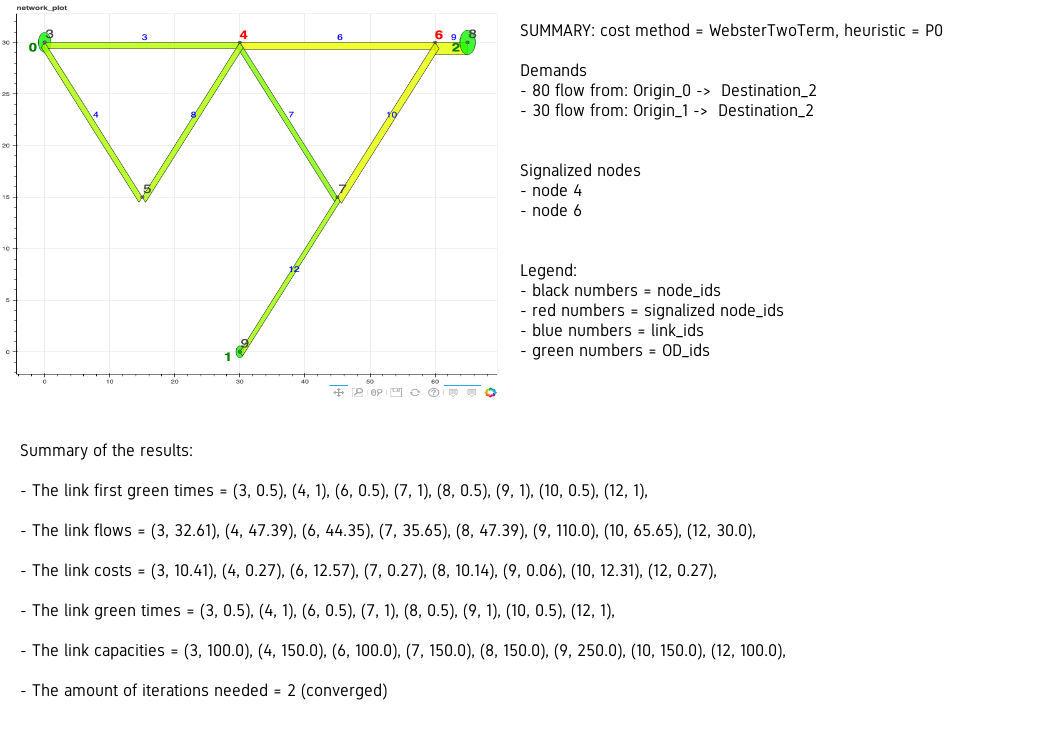 network_plot
SUMMARY: cost method = WebsterTwoTerm, heuristic = P0
Demands
- 80 flow from: Origin_0 -> Destination_2
- 30 flow from: Origin_1 -> Destination_2
Signalized nodes
- node 4
- node 6
Legend:
- black numbers = node_ids
- red numbers = signalized node_ids
- blue numbers = link_ids
- green numbers = OD_ids
30
25
20
15
10
5
0
0 10 20 30 40 50 60
3 4 6 8
0 3 6 9 2
4 8 7 10
5 7
12
9
1
Summary of the results:
- The link first green times = (3, 0.5), (4, 1), (6, 0.5), (7, 1), (8, 0.5), (9, 1), (10, 0.5), (12, 1),
- The link flows = (3, 32.61), (4, 47.39), (6, 44.35), (7, 35.65), (8, 47.39), (9, 110.0), (10, 65.65), (12, 30.0),
- The link costs = (3, 10.41), (4, 0.27), (6, 12.57), (7, 0.27), (8, 10.14), (9, 0.06), (10, 12.31), (12, 0.27),
- The link green times = (3, 0.5), (4, 1), (6, 0.5), (7, 1), (8, 0.5), (9, 1), (10, 0.5), (12, 1),
- The link capacities = (3, 100.0), (4, 150.0), (6, 100.0), (7, 150.0), (8, 150.0), (9, 250.0), (10, 150.0), (12, 100.0),
- The amount of iterations needed = 2 (converged)